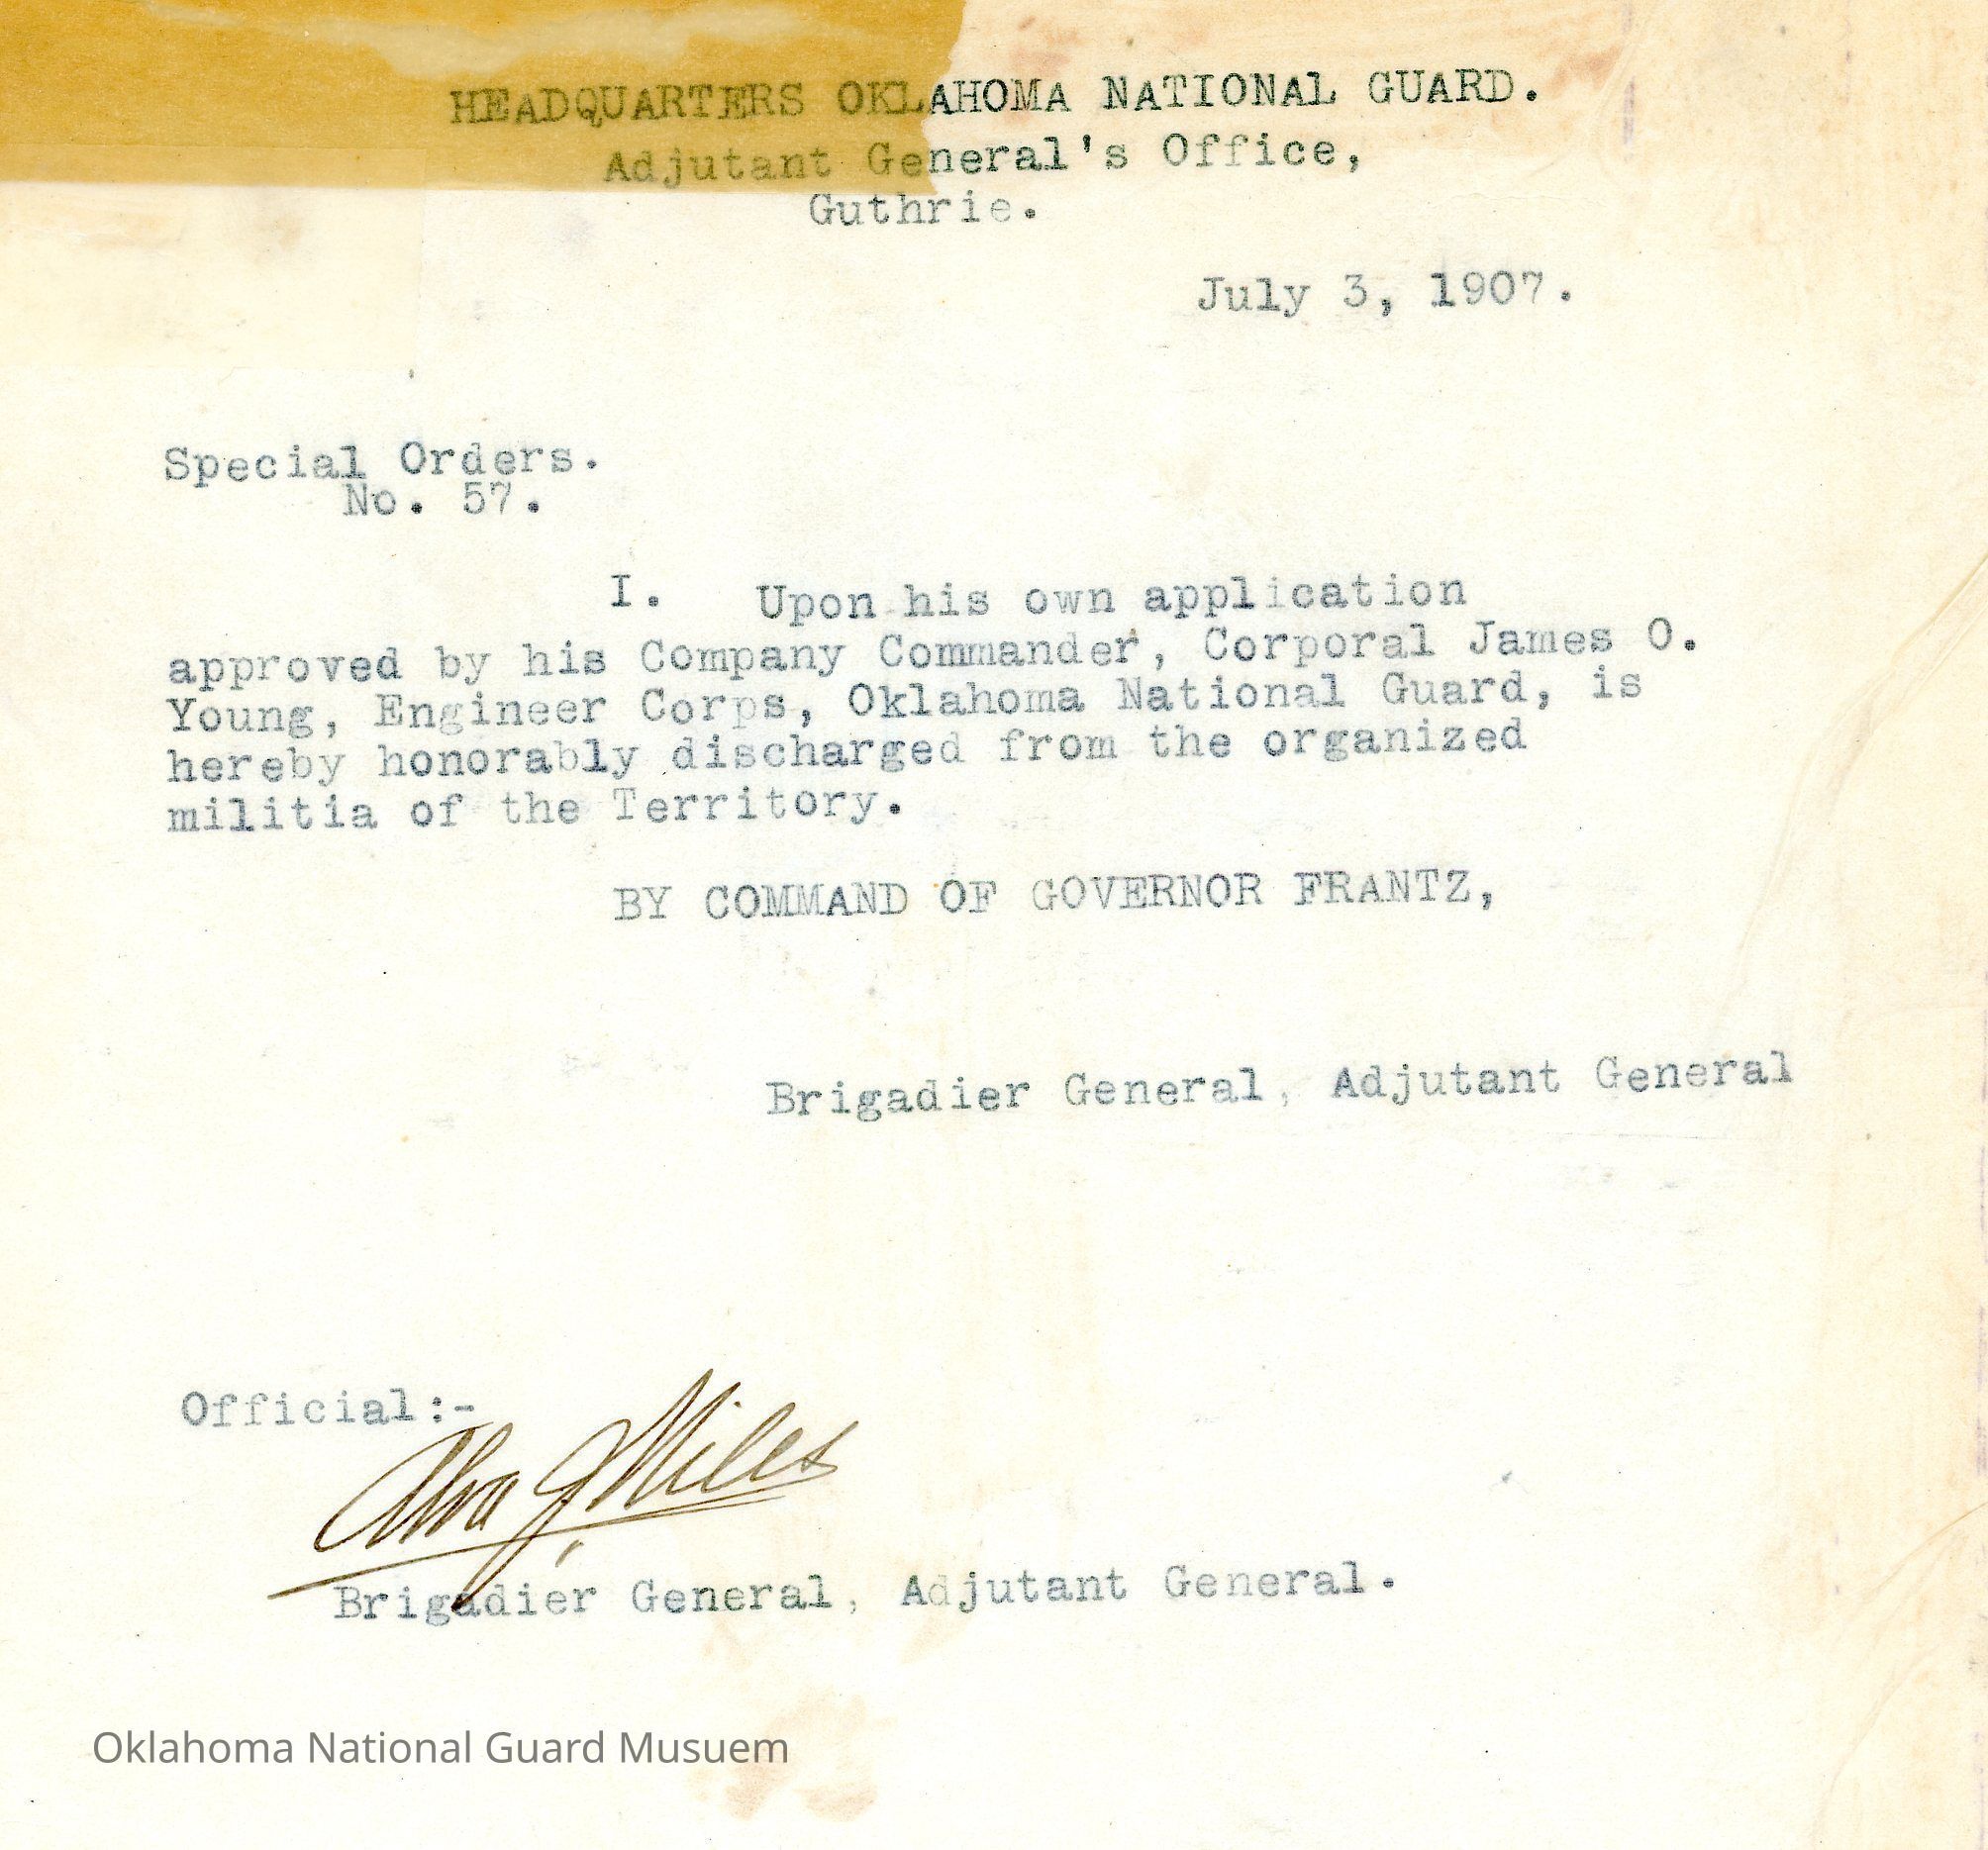 HEADQUARTERS OKLAHOMA NATIONAL GUARD.
Adjutant General's Office,
Guthrie.
July 3, 1907.
Special Orders.
No. 57.
I. Upon his own application
approved by his Company Commander, Corporal James O.
Young, Engineer Corps, Oklahoma National Guard, is
hereby honorably discharged from the organized
militia of the Territory.
BY COMMAND OF GOVERNOR FRANTZ,
Brigadier General, Adjutant General
Official:-
Alva J. Niles
Brigadier General, Adjutant General.
Oklahoma National Guard Musuem